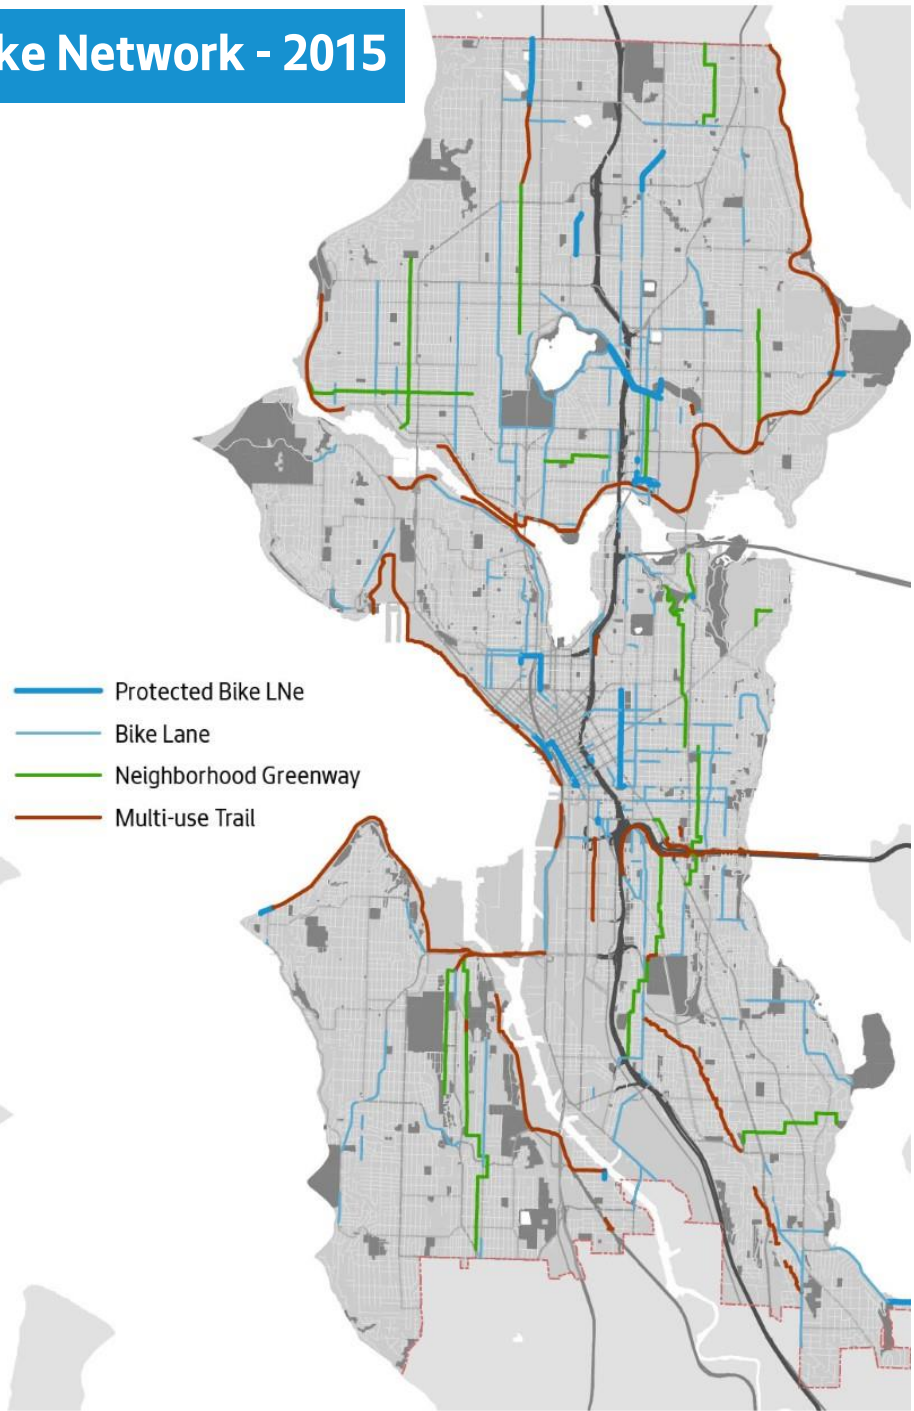 ke Network - 2015
Protected Bike LNe
Bike Lane
Neighborhood Greenway
Multi-use Trail